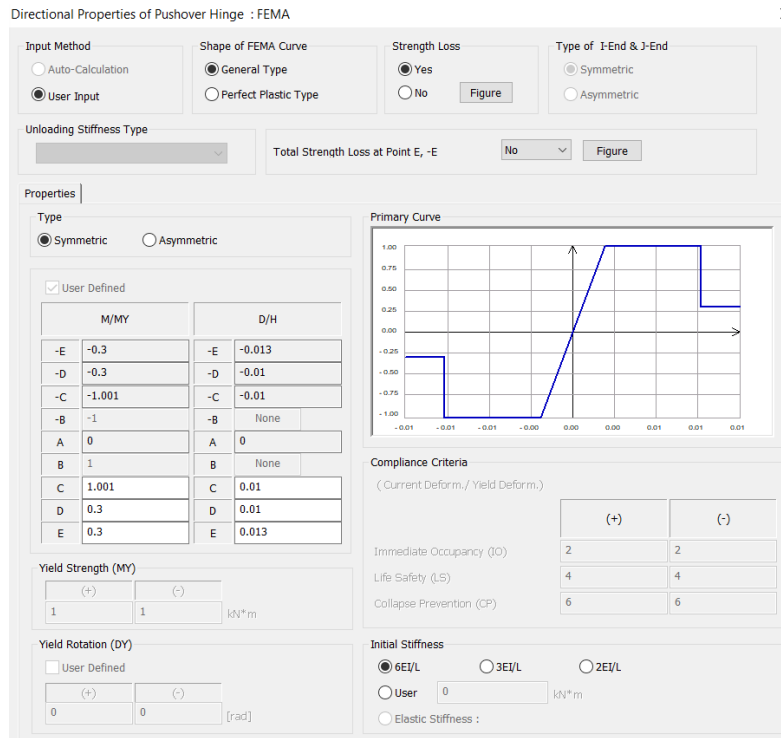 Directional Properties of Pushover Hinge : FEMA
Input Method
Auto-Calculation
User Input
Shape of FEMA Curve
General Type
Perfect Plastic Type
Strength Loss
Yes
No
Figure
Type of I-End & J-End
Symmetric
Asymmetric
Unloading Stiffness Type
Total Strength Loss at Point E, -E
No
Figure
Properties
Type
Symmetric
Asymmetric
User Defined
M/MY D/H
-E -0.3 -E -0.013
-D -0.3 -D -0.01
-C -1.001 -C -0.01
-B -1 -B None
A 0 A 0
B 1 B None
C 1.001 C 0.01
D 0.3 D 0.01
E 0.3 E 0.013
Yield Strength (MY)
(+) (-)
1 1 kN*m
Yield Rotation (DY)
User Defined
(+) (-)
0 0 [rad]
Primary Curve
1.00
0.75
0.50
0.25
0.00
-0.25
-0.50
-0.75
-1.00
-0.01 -0.01 -0.01 -0.00 0.00 0.00 0.01 0.01 0.01
Compliance Criteria
( Current Deform./ Yield Deform.)
(+) (-)
Immediate Occupancy (IO) 2 2
Life Safety (LS) 4 4
Collapse Prevention (CP) 6 6
Initial Stiffness
6EI/L 3EI/L 2EI/L
User 0 kN*m
Elastic Stiffness :